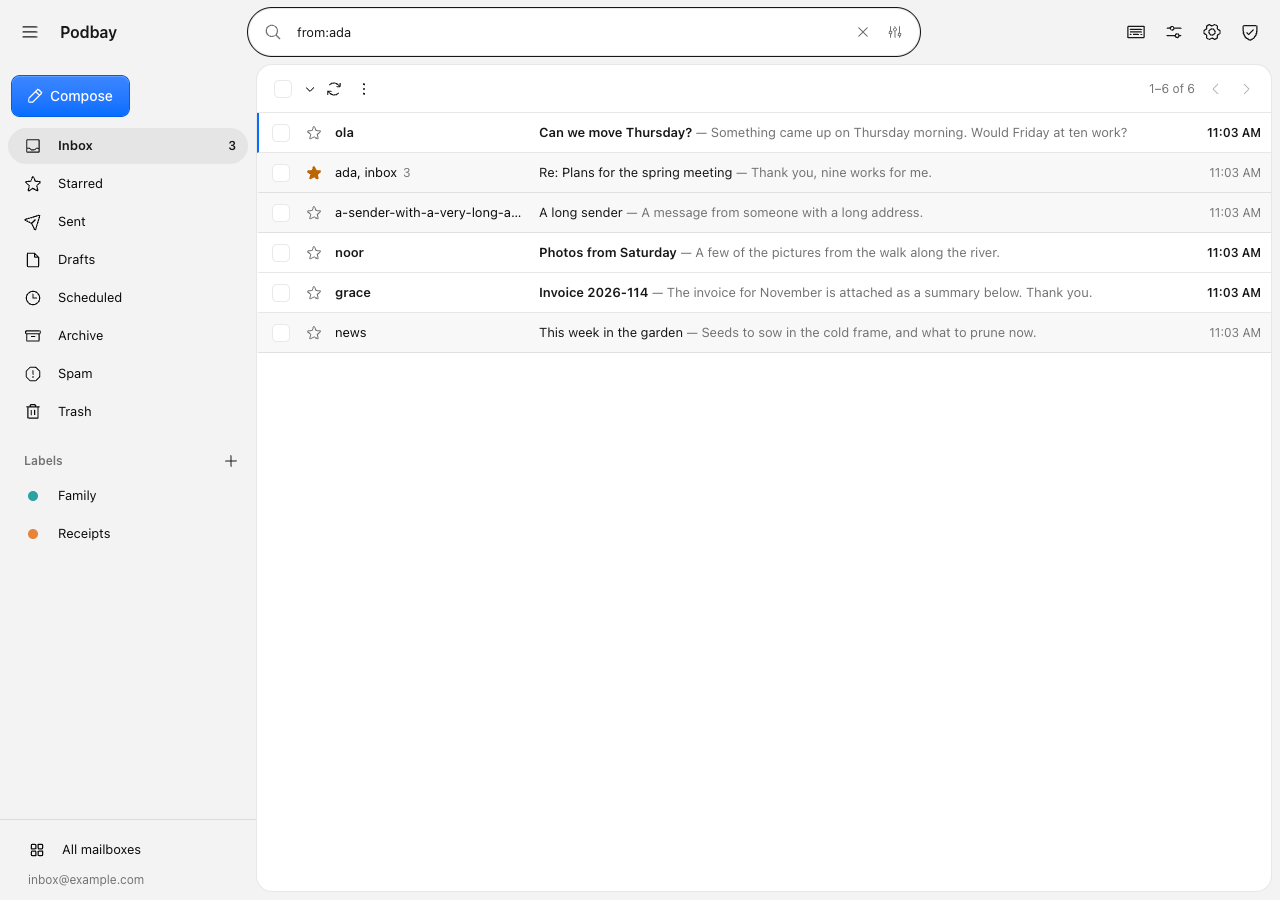 Podbay
from:ada
Compose
1–6 of 6
Inbox 3
Starred
Sent
Drafts
Scheduled
Archive
Spam
Trash
Labels
Family
Receipts
ola Can we move Thursday? — Something came up on Thursday morning. Would Friday at ten work? 11:03 AM
ada, inbox 3 Re: Plans for the spring meeting — Thank you, nine works for me. 11:03 AM
a-sender-with-a-very-long-a... A long sender — A message from someone with a long address. 11:03 AM
noor Photos from Saturday — A few of the pictures from the walk along the river. 11:03 AM
grace Invoice 2026-114 — The invoice for November is attached as a summary below. Thank you. 11:03 AM
news This week in the garden — Seeds to sow in the cold frame, and what to prune now. 11:03 AM
All mailboxes
inbox@example.com